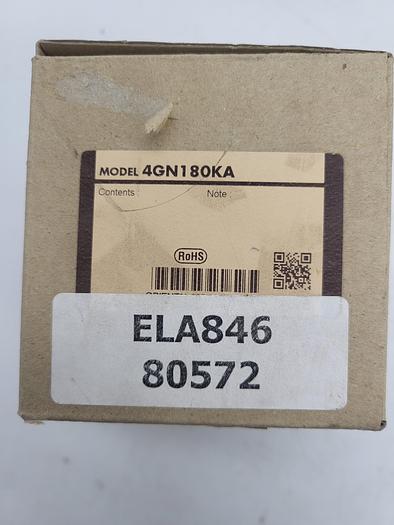 MODEL 4GN180KA
Contents : Note :
RoHS
ELA846
80572